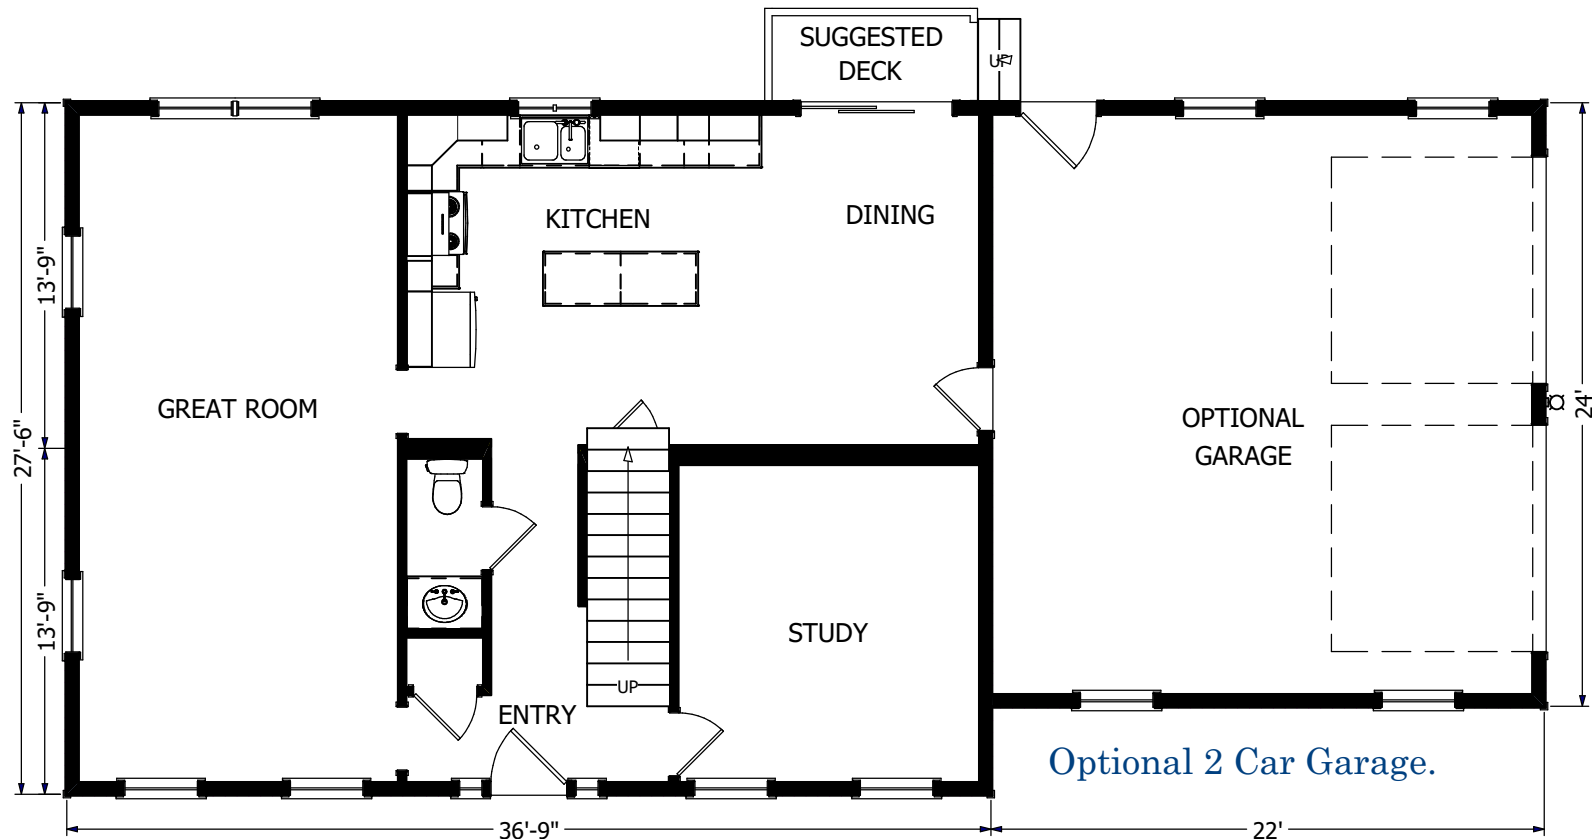 SUGGESTED
DECK
UP
KITCHEN
DINING
13'-9"
GREAT ROOM
27'-6"
OPTIONAL
GARAGE
24'
13'-9"
STUDY
UP
ENTRY
Optional 2 Car Garage.
36'-9"
22'